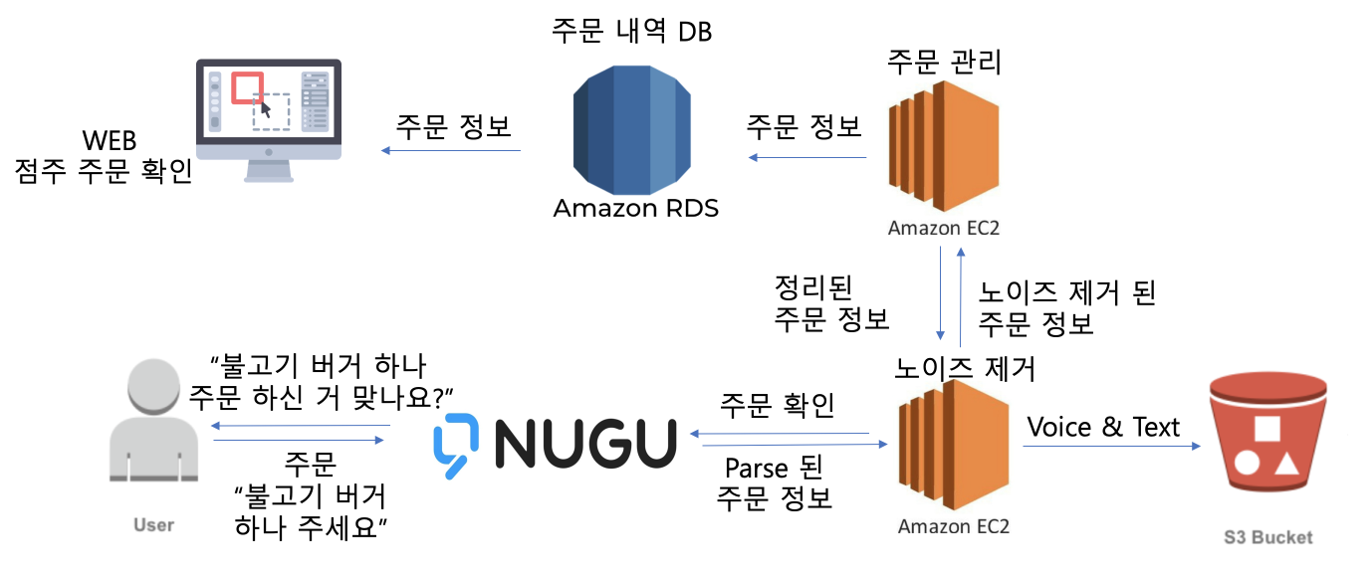 주문 내역 DB
주문 관리
WEB
점주 주문 확인
주문 정보
주문 정보
Amazon RDS
Amazon EC2
정리된
주문 정보
노이즈 제거 된
주문 정보
“불고기 버거 하나
주문 하신 거 맞나요?”
노이즈 제거
주문 확인
NUGU
Voice & Text
주문
“불고기 버거
하나 주세요”
Parse 된
주문 정보
User
Amazon EC2
S3 Bucket